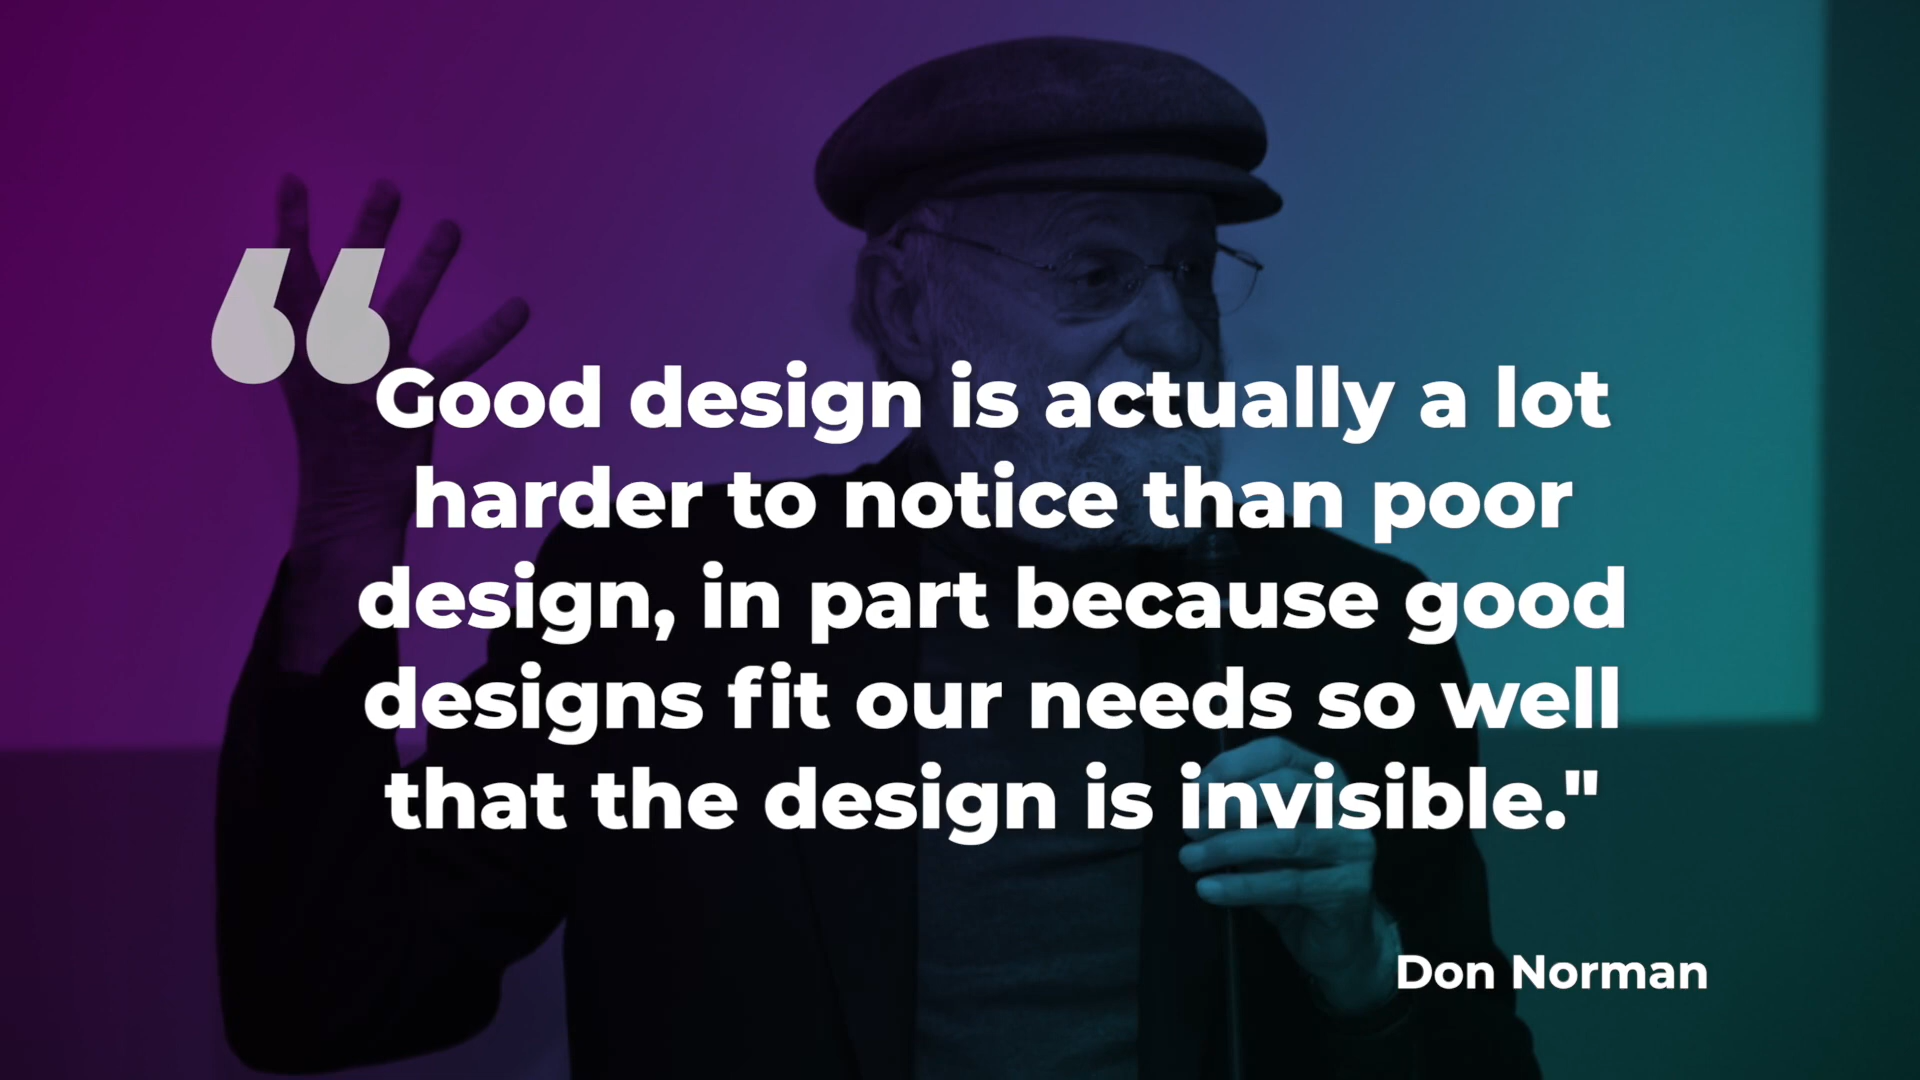 “Good design is actually a lot
harder to notice than poor
design, in part because good
designs fit our needs so well
that the design is invisible."
Don Norman